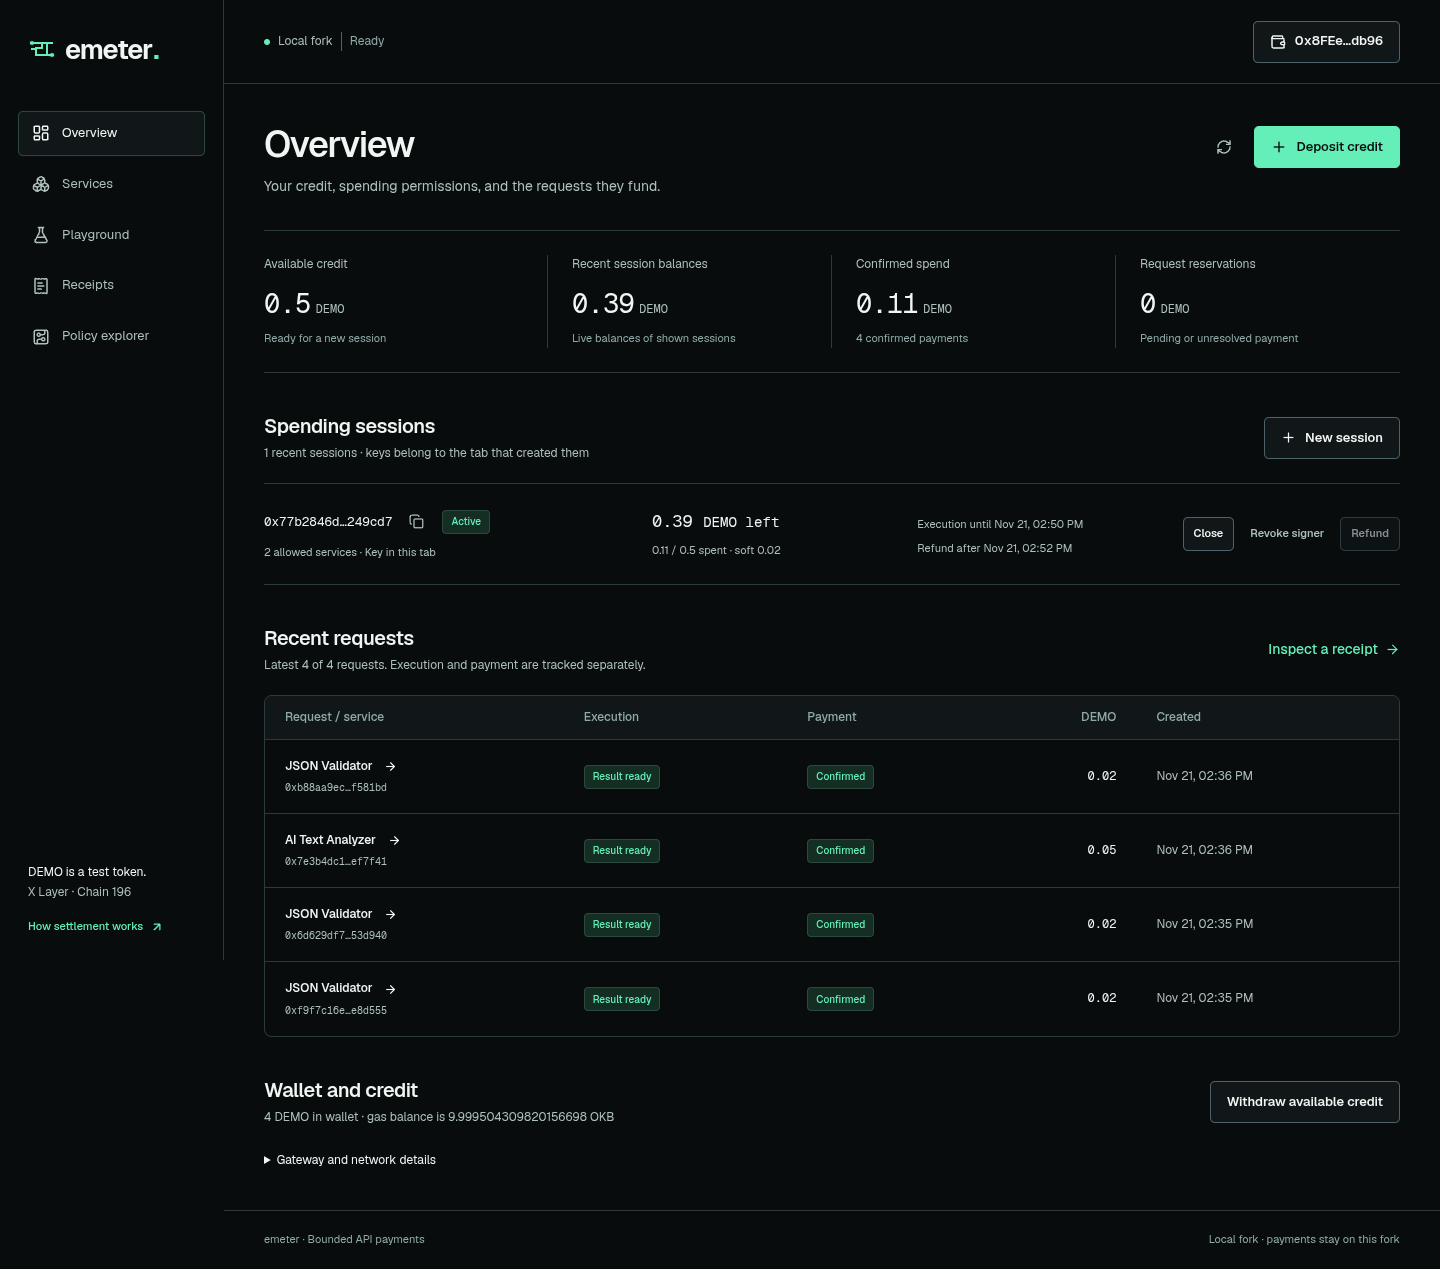 emeter.
Local fork | Ready
0x8FEe...db96
Overview
Services
Playground
Receipts
Policy explorer
DEMO is a test token.
X Layer · Chain 196
How settlement works
Overview
Your credit, spending permissions, and the requests they fund.
Deposit credit
Available credit
0.5 DEMO
Ready for a new session
Recent session balances
0.39 DEMO
Live balances of shown sessions
Confirmed spend
0.11 DEMO
4 confirmed payments
Request reservations
0 DEMO
Pending or unresolved payment
Spending sessions
1 recent sessions · keys belong to the tab that created them
New session
0x77b2846d…249cd7 Active
2 allowed services · Key in this tab
0.39 DEMO left
0.11 / 0.5 spent · soft 0.02
Execution until Nov 21, 02:50 PM
Refund after Nov 21, 02:52 PM
Close Revoke signer Refund
Recent requests
Latest 4 of 4 requests. Execution and payment are tracked separately.
Inspect a receipt →
Request / service Execution Payment DEMO Created
JSON Validator →
0xb88aa9ec…f581bd
Result ready Confirmed 0.02 Nov 21, 02:36 PM
AI Text Analyzer →
0x7e3b4dc1…ef7f41
Result ready Confirmed 0.05 Nov 21, 02:36 PM
JSON Validator →
0x6d629df7…53d940
Result ready Confirmed 0.02 Nov 21, 02:35 PM
JSON Validator →
0xf9f7c16e…e8d555
Result ready Confirmed 0.02 Nov 21, 02:35 PM
Wallet and credit
4 DEMO in wallet · gas balance is 9.999504309820156698 OKB
Withdraw available credit
Gateway and network details
emeter · Bounded API payments
Local fork · payments stay on this fork